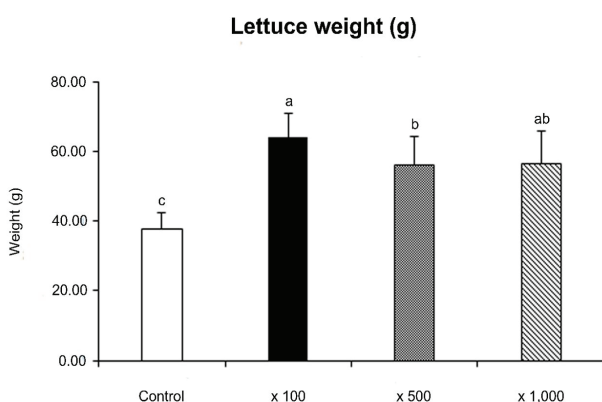 Lettuce weight (g)
80.00
60.00
40.00
20.00
0.00
Weight (g)
c
a
b
ab
Control
x 100
x 500
x 1.000